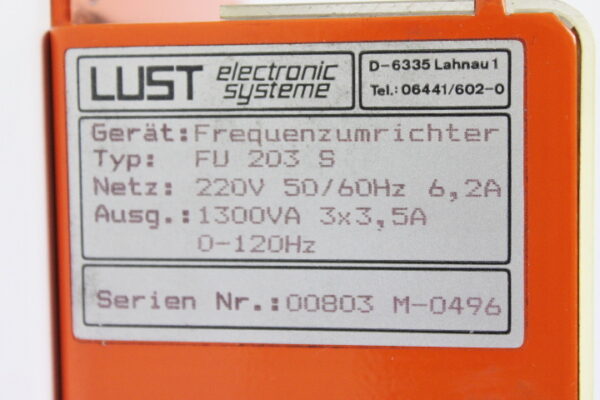 LUST electronic systeme
D-6335 Lahnau 1
Tel.: 06441/602-0
Gerät: Frequenzumrichter
Typ: FU 203 S
Netz: 220V 50/60Hz 6,2A
Ausg.: 1300VA 3x3,5A
0-120Hz
Serien Nr.: 00803 M-0496